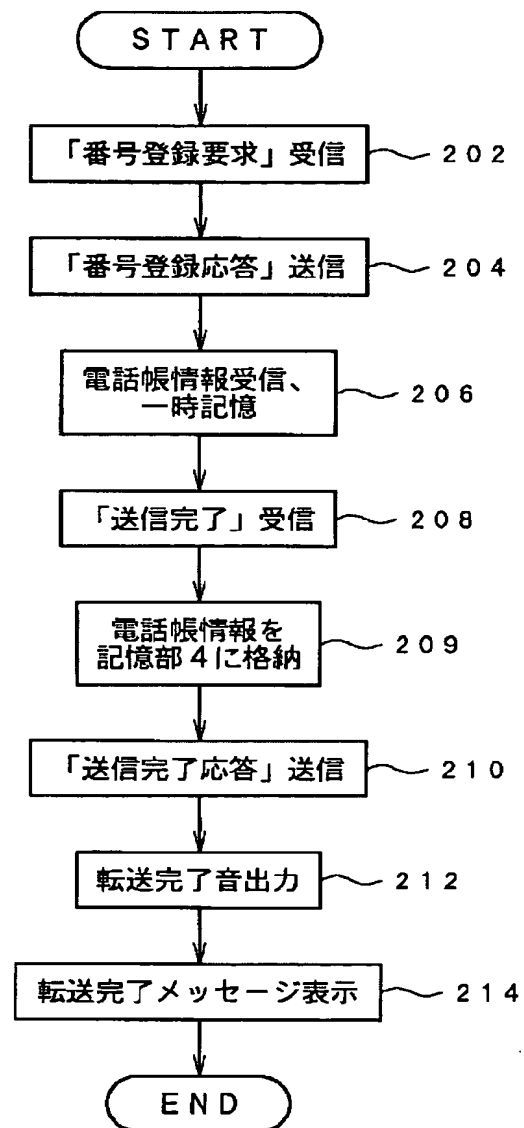 START
「番号登録要求」受信
202
「番号登録応答」送信
204
電話帳情報受信、
一時記憶
206
「送信完了」受信
208
電話帳情報を
記憶部4に格納
209
「送信完了応答」送信
210
転送完了音出力
212
転送完了メッセージ表示
214
END